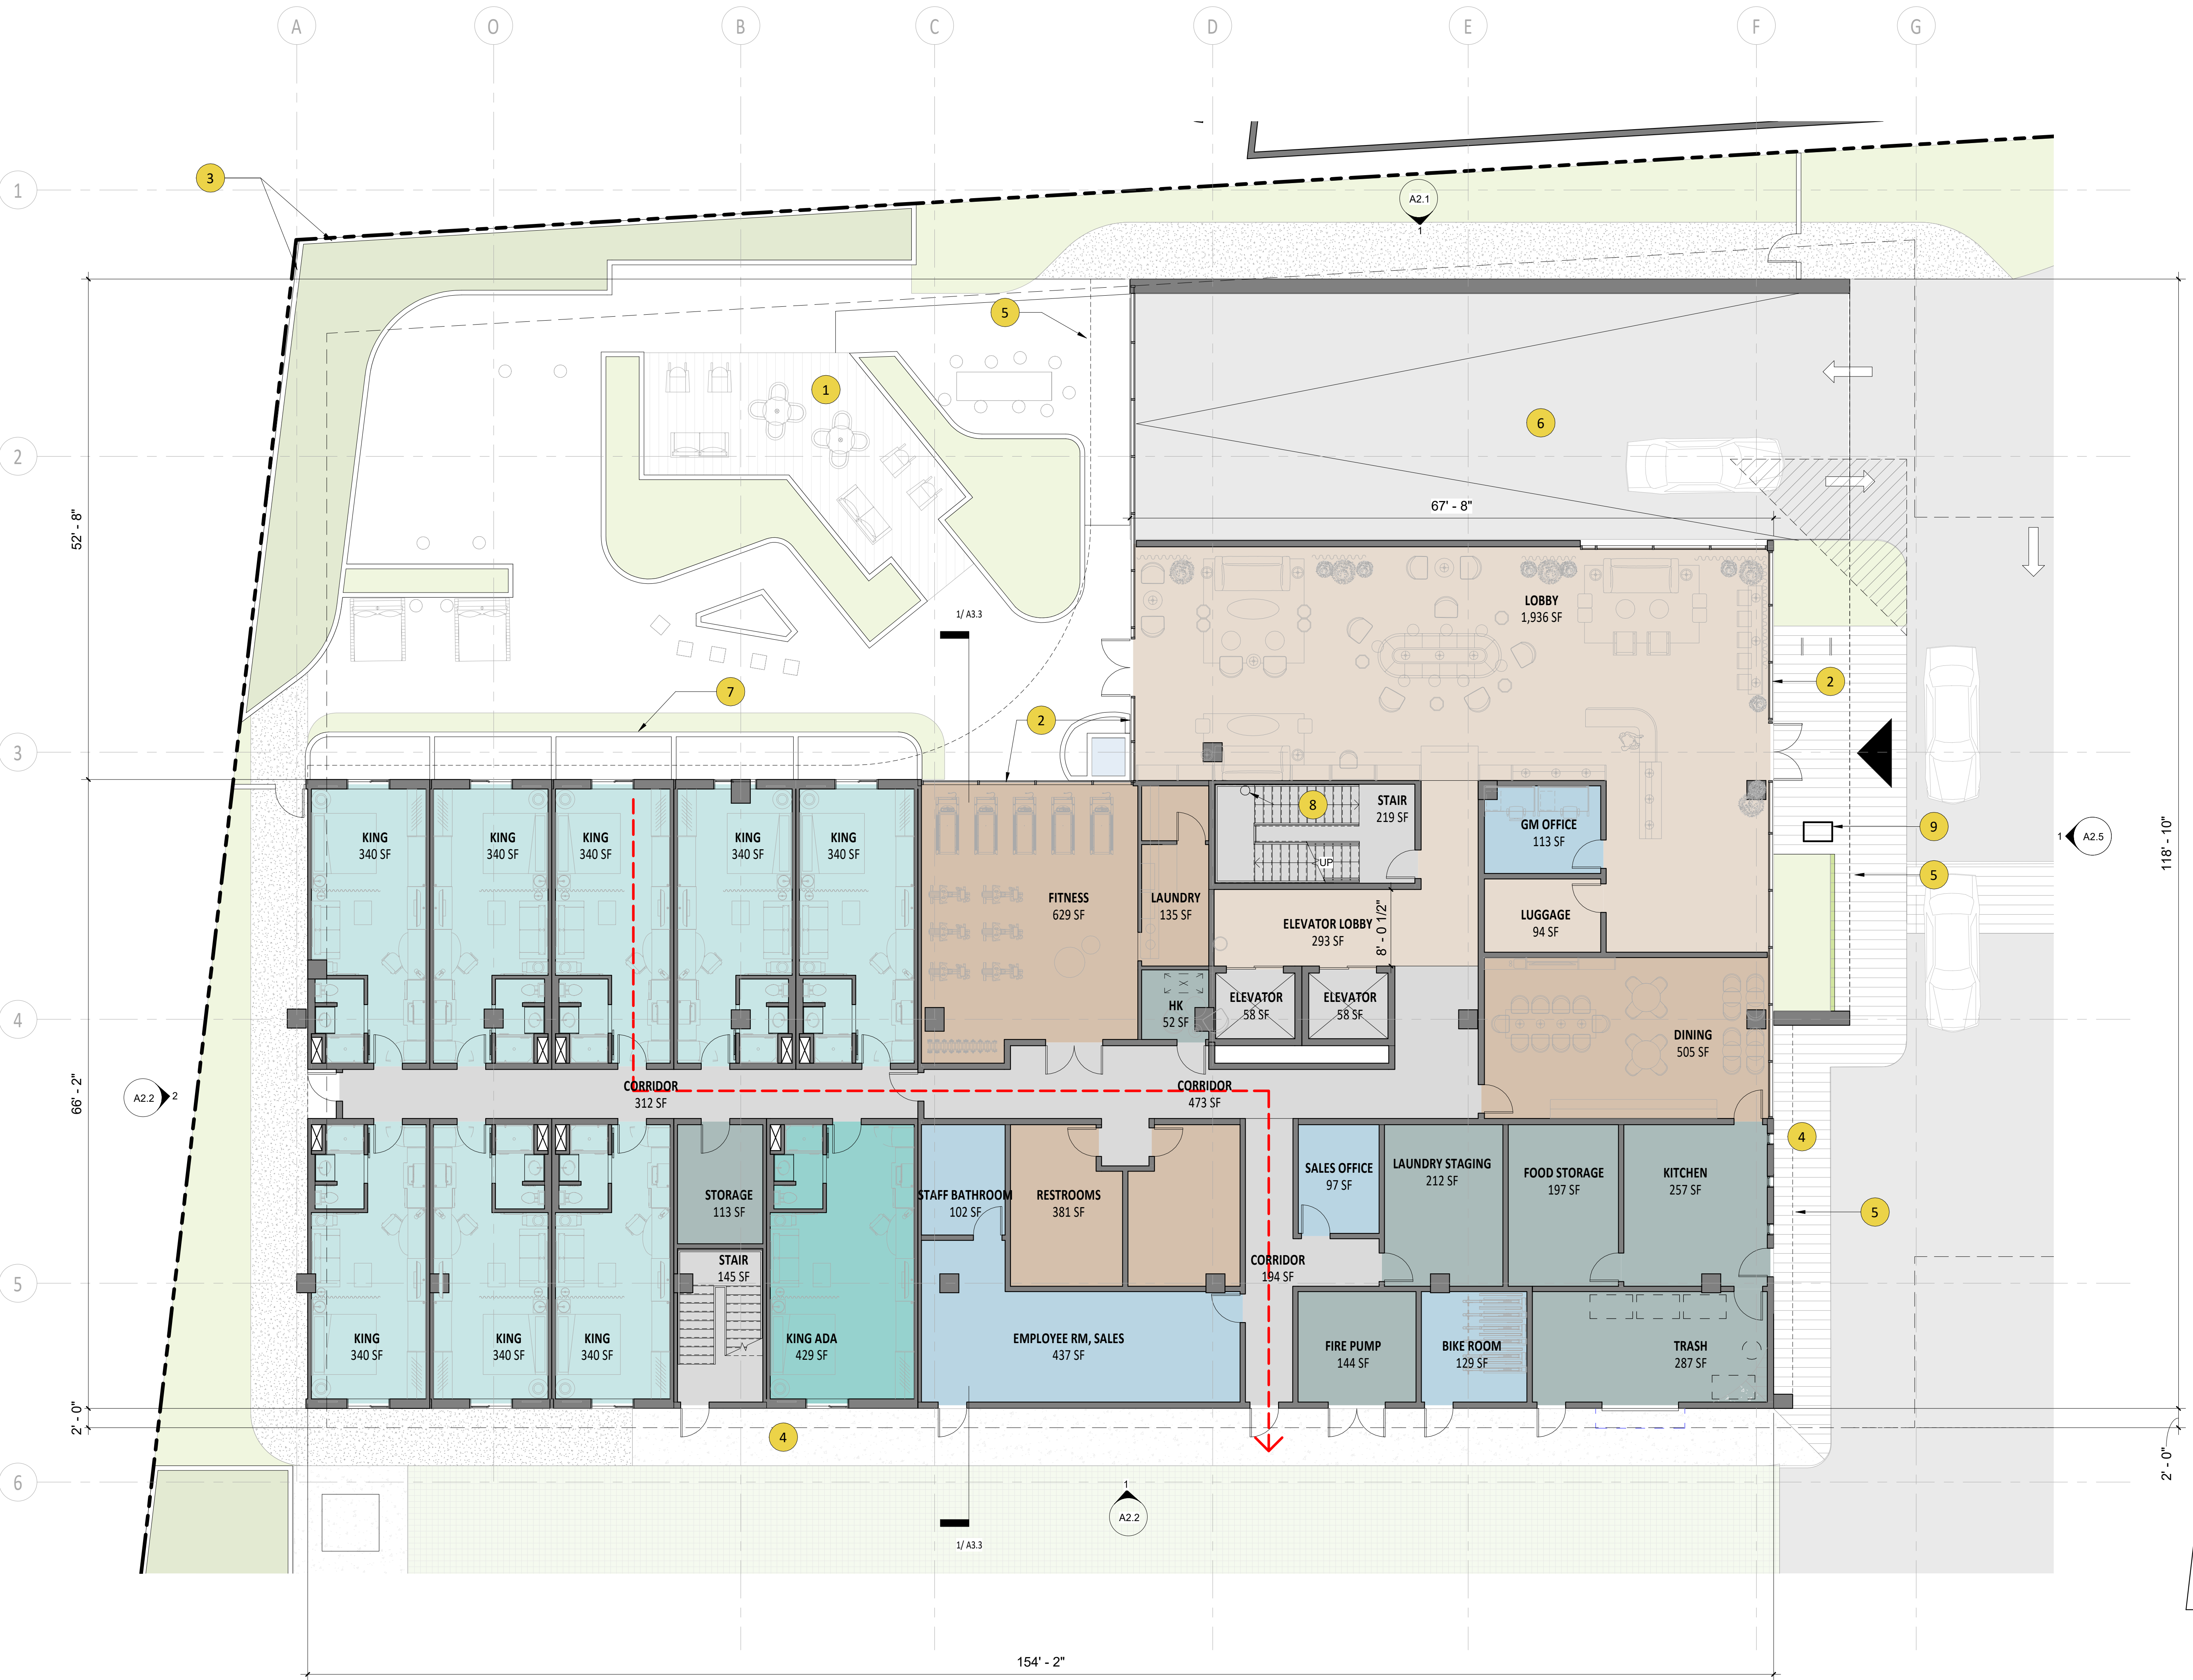 A
O
B
C
D
E
F
G
1
3
A2.1
1
5
1
6
2
52' - 8"
67' - 8"
LOBBY
1,936 SF
1/ A3.3
2
7
2
3
8
STAIR
219 SF
UP
GM OFFICE
113 SF
9
1
A2.5
118' - 10"
KING
340 SF
KING
340 SF
KING
340 SF
KING
340 SF
KING
340 SF
FITNESS
629 SF
LAUNDRY
135 SF
ELEVATOR LOBBY
293 SF
8' - 0 1/2"
LUGGAGE
94 SF
5
HK
52 SF
ELEVATOR
58 SF
ELEVATOR
58 SF
4
DINING
505 SF
66' - 2"
A2.2
2
CORRIDOR
312 SF
CORRIDOR
473 SF
4
STORAGE
113 SF
STAFF BATHROOM
102 SF
RESTROOMS
381 SF
SALES OFFICE
97 SF
LAUNDRY STAGING
212 SF
FOOD STORAGE
197 SF
KITCHEN
257 SF
5
STAIR
145 SF
CORRIDOR
194 SF
5
KING
340 SF
KING
340 SF
KING
340 SF
KING ADA
429 SF
EMPLOYEE RM, SALES
437 SF
FIRE PUMP
144 SF
BIKE ROOM
129 SF
TRASH
287 SF
2' - 0"
4
2' - 0"
6
1
A2.2
1/ A3.3
154' - 2"